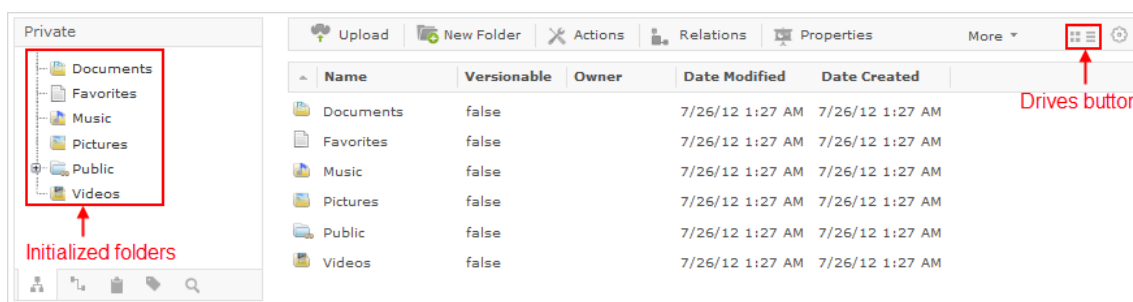 Private
Documents
Favorites
Music
Pictures
Public
Videos
Initialized folders
Upload New Folder Actions Relations Properties More
Drives button
Name Versionable Owner Date Modified Date Created
Documents false 7/26/12 1:27 AM 7/26/12 1:27 AM
Favorites false 7/26/12 1:27 AM 7/26/12 1:27 AM
Music false 7/26/12 1:27 AM 7/26/12 1:27 AM
Pictures false 7/26/12 1:27 AM 7/26/12 1:27 AM
Public false 7/26/12 1:27 AM 7/26/12 1:27 AM
Videos false 7/26/12 1:27 AM 7/26/12 1:27 AM